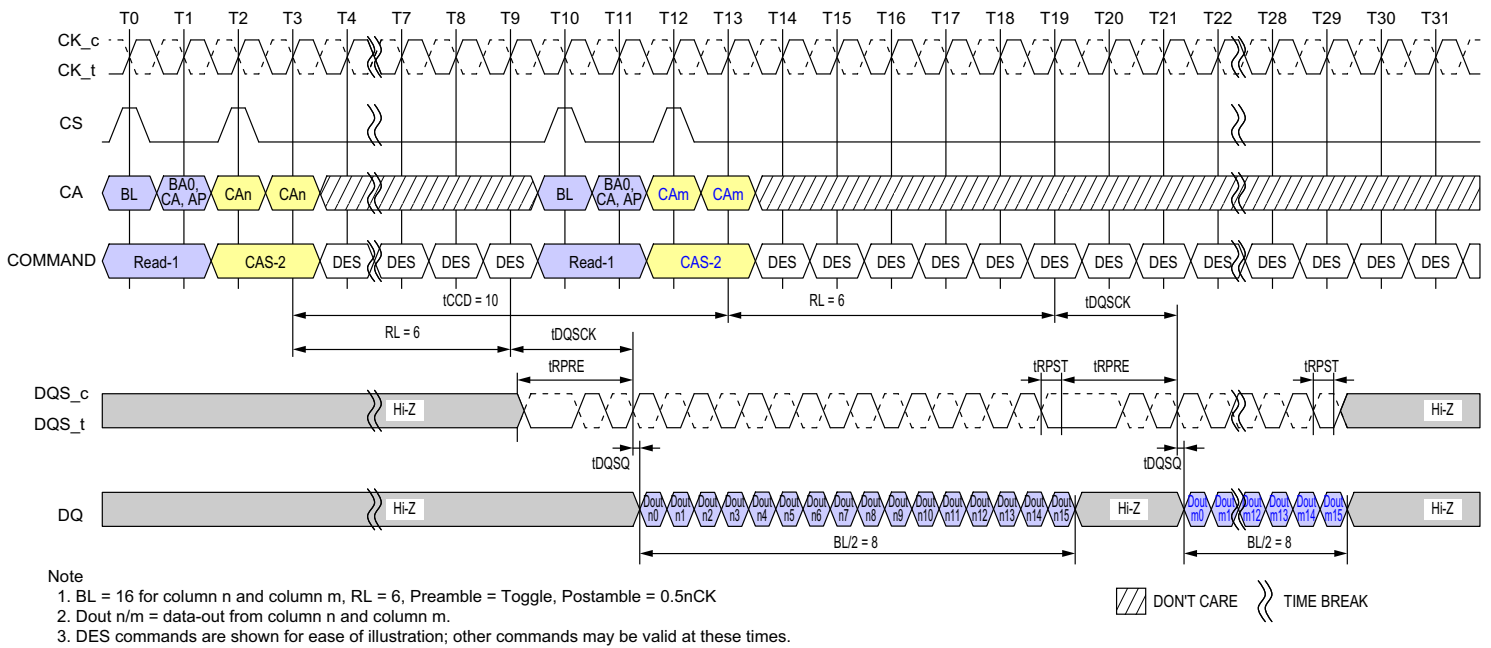 T0 T1 T2 T3 T4 T7 T8 T9 T10 T11 T12 T13 T14 T15 T16 T17 T18 T19 T20 T21 T22 T28 T29 T30 T31
CK_c
CK_t
CS
CA BL BA0, CA, AP CAn CAn BL BA0, CA, AP CAm CAm
COMMAND Read-1 CAS-2 DES DES DES DES Read-1 CAS-2 DES DES DES DES DES DES DES DES DES DES DES DES DES
tCCD = 10 RL = 6 tDQSCK
RL = 6 tDQSCK
tRPRE tRPST tRPRE tRPST
DQS_c
DQS_t
Hi-Z Hi-Z
tDQSQ tDQSQ
DQ Hi-Z Dout n0 Dout n1 Dout n2 Dout n3 Dout n4 Dout n5 Dout n6 Dout n7 Dout n8 Dout n9 Dout n10 Dout n11 Dout n12 Dout n13 Dout n14 Dout n15 Hi-Z Dout m0 Dout m1 Dout m12 Dout m13 Dout m14 Dout m15 Hi-Z
BL/2 = 8 BL/2 = 8
Note
1. BL = 16 for column n and column m, RL = 6, Preamble = Toggle, Postamble = 0.5nCK
2. Dout n/m = data-out from column n and column m.
3. DES commands are shown for ease of illustration; other commands may be valid at these times.
DON'T CARE TIME BREAK